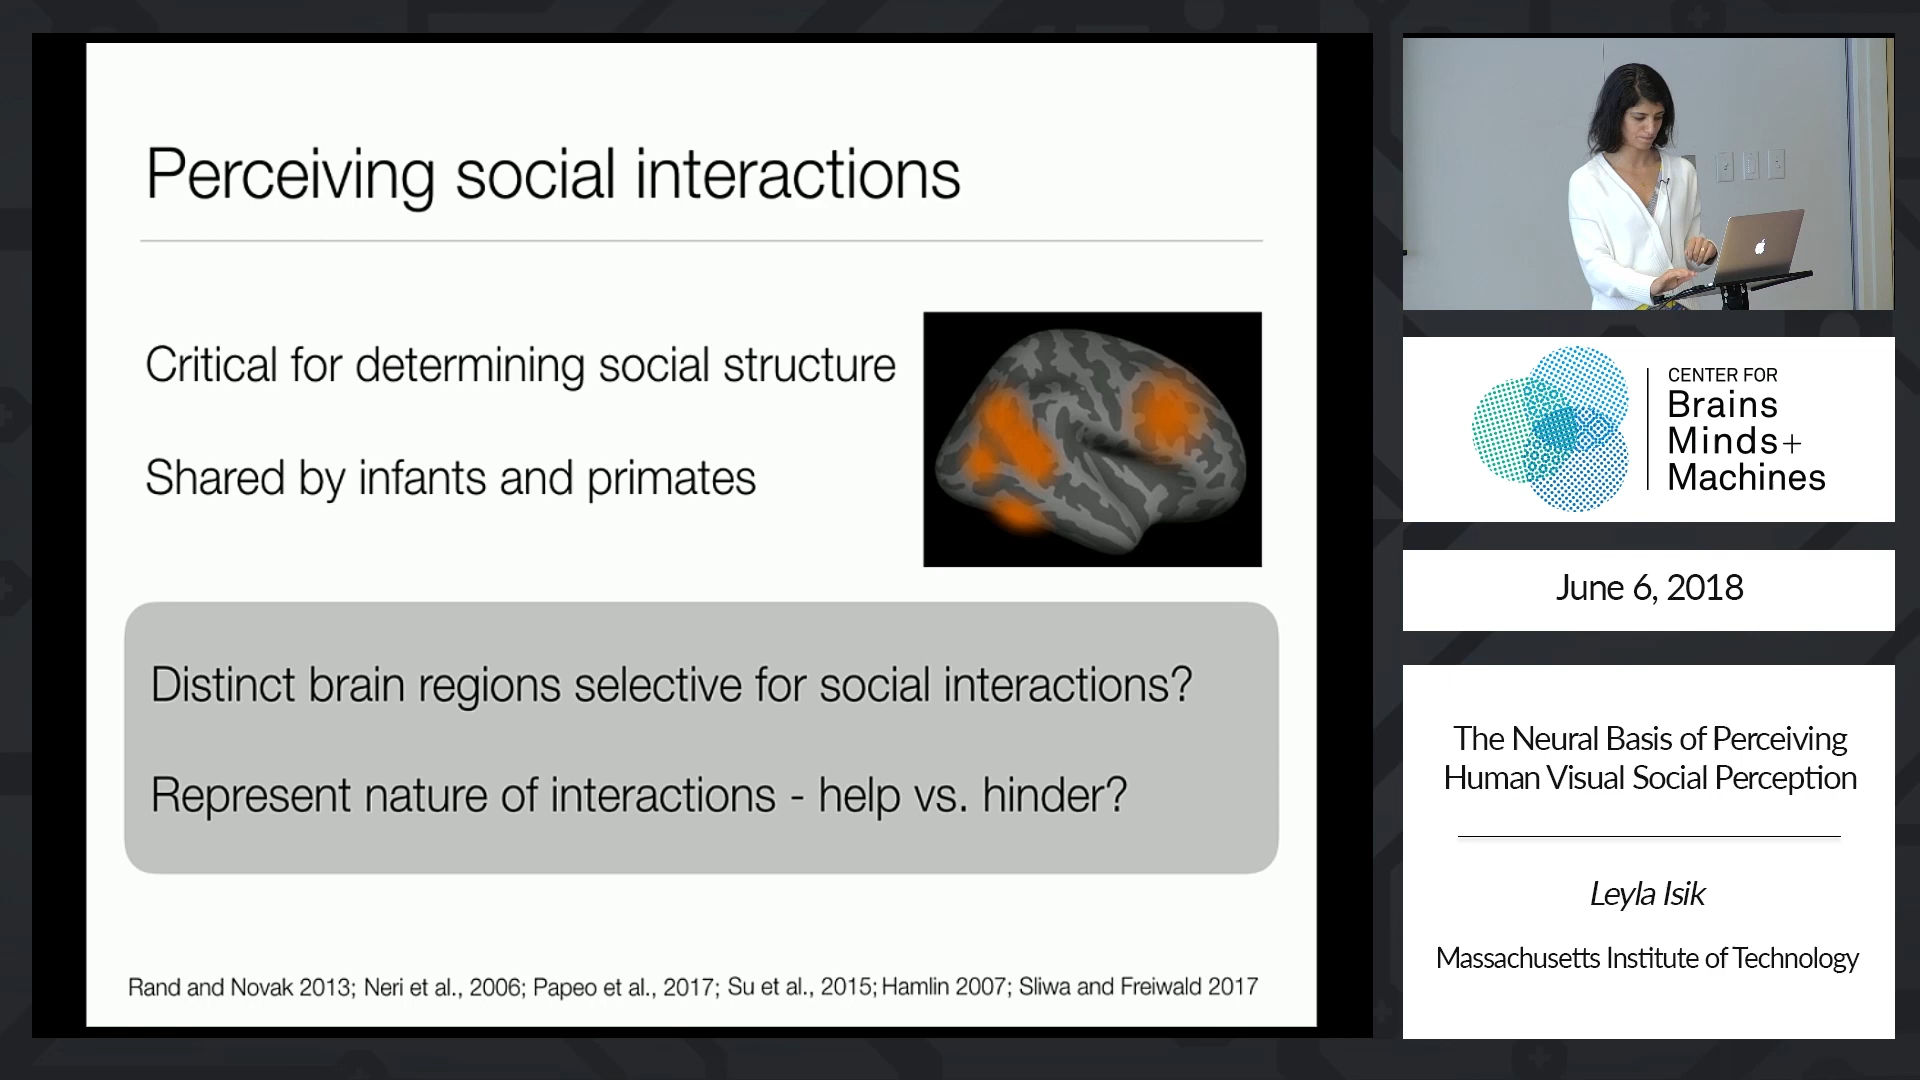 Perceiving social interactions
Critical for determining social structure
Shared by infants and primates
Distinct brain regions selective for social interactions?
Represent nature of interactions - help vs. hinder?
Rand and Novak 2013; Neri et al., 2006; Papeo et al., 2017; Su et al., 2015; Hamlin 2007; Sliwa and Freiwald 2017
CENTER FOR
Brains
Minds+
Machines
June 6, 2018
The Neural Basis of Perceiving
Human Visual Social Perception
Leyla Isik
Massachusetts Institute of Technology